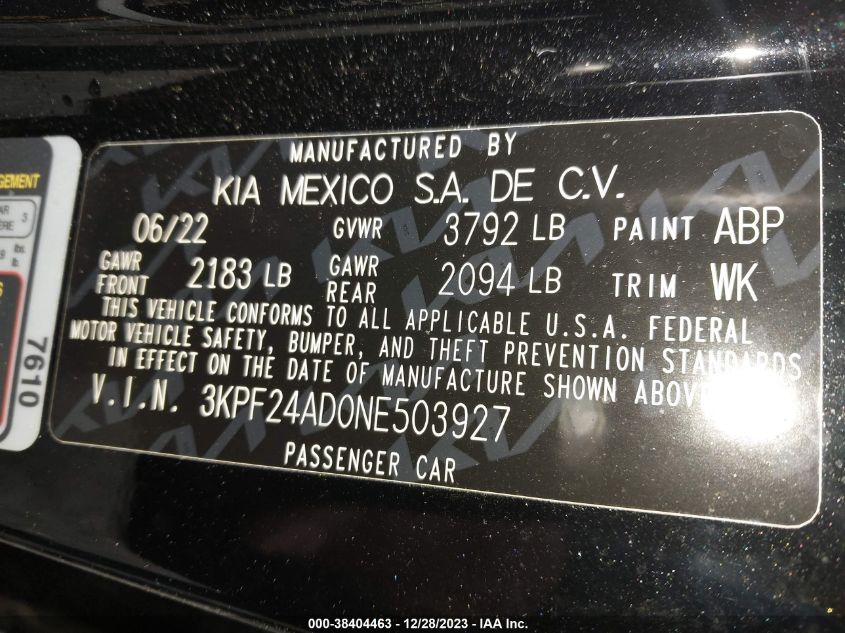 MANUFACTURED BY
KIA MEXICO S.A. DE C.V.
06/22 GVWR 3792 LB PAINT ABP
GAWR FRONT 2183 LB GAWR REAR 2094 LB TRIM WK
THIS VEHICLE CONFORMS TO ALL APPLICABLE U.S.A. FEDERAL
MOTOR VEHICLE SAFETY, BUMPER, AND THEFT PREVENTION STANDARDS
IN EFFECT ON THE DATE OF MANUFACTURE SHOWN ABOVE
V.I.N. 3KPF24AD0NE503927
PASSENGER CAR
7610
000-38404463 - 12/28/2023 - IAA Inc.